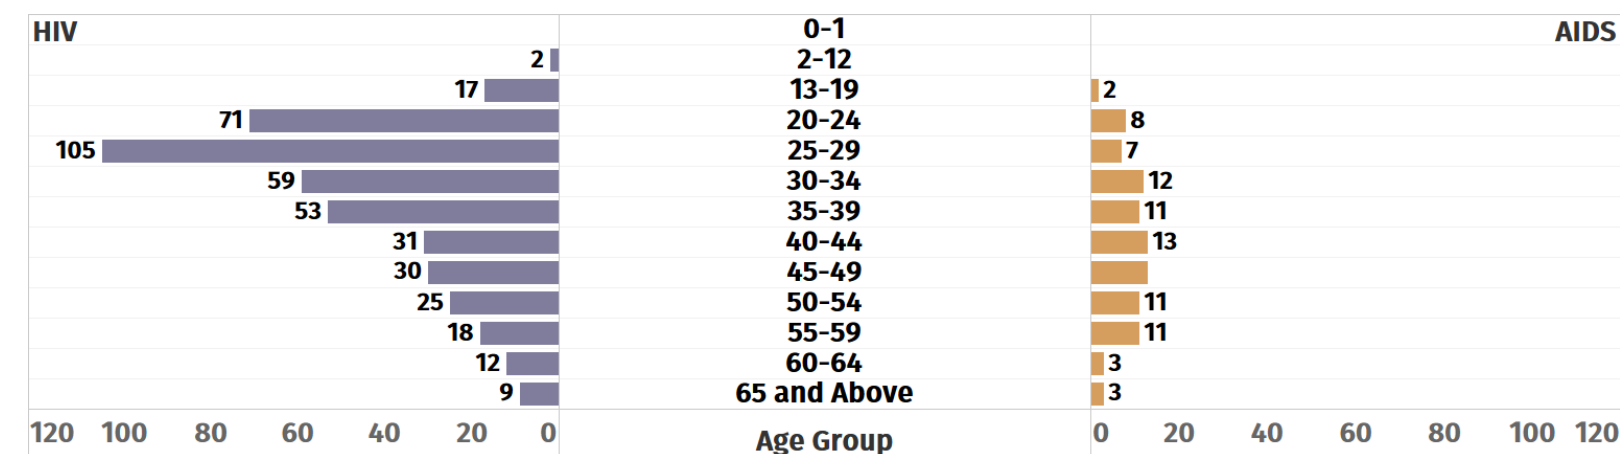 HIV 0-1 AIDS
2 2-12
17 13-19 2
71 20-24 8
105 25-29 7
59 30-34 12
53 35-39 11
31 40-44 13
30 45-49
25 50-54 11
18 55-59 11
12 60-64 3
9 65 and Above 3
120 100 80 60 40 20 0 Age Group 0 20 40 60 80 100 120